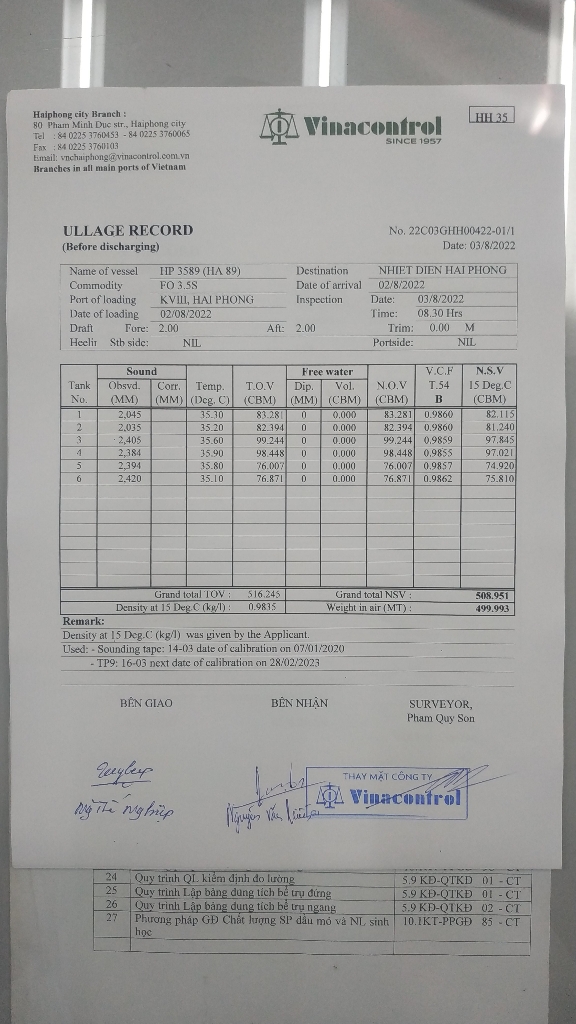 Haiphong city Branch :
80 Pham Minh Duc str., Haiphong city
Tel : 84 0225 3760453 - 84 0225 3760065
Fax : 84 0225 3760103
Email: vnchaiphong@vinacontrol.com.vn
Branches in all main ports of Vietnam
Vinacontrol
SINCE 1957
HH 35
ULLAGE RECORD
(Before discharging)
No. 22C03GHH00422-01/1
Date: 03/8/2022
Name of vessel HP 3589 (HA 89) Destination NHIET DIEN HAI PHONG
Commodity FO 3.5S Date of arrival 02/8/2022
Port of loading KVIII, HAI PHONG Inspection Date: 03/8/2022
Date of loading 02/08/2022 Time: 08.30 Hrs
Draft Fore: 2.00 Aft: 2.00 Trim: 0.00 M
Heelir Stb side: NIL Portside: NIL
Sound Free water V.C.F N.S.V
Tank Obsvd. Corr. Temp. T.O.V Dip. Vol. N.O.V T.54 15 Deg.C
No. (MM) (MM) (Deg. C) (CBM) (MM) (CBM) (CBM) B (CBM)
1 2,045 35.30 83.281 0 0.000 83.281 0.9860 82.115
2 2,035 35.20 82.394 0 0.000 82.394 0.9860 81.240
3 2,405 35.60 99.244 0 0.000 99.244 0.9859 97.845
4 2,384 35.90 98.448 0 0.000 98.448 0.9855 97.021
5 2,394 35.80 76.007 0 0.000 76.007 0.9857 74.920
6 2,420 35.10 76.871 0 0.000 76.871 0.9862 75.810
Grand total TOV : 516.245 Grand total NSV : 508.951
Density at 15 Deg.C (kg/l) : 0.9835 Weight in air (MT) : 499.993
Remark:
Density at 15 Deg.C (kg/l) was given by the Applicant.
Used: - Sounding tape: 14-03 date of calibration on 07/01/2020
- TP9: 16-03 next date of calibration on 28/02/2023
BÊN GIAO BÊN NHẬN SURVEYOR,
Pham Quy Son
THAY MẶT CÔNG TY
Vinacontrol
24 Quy trình QL kiểm định đo lường 5.9 KĐ-QTKĐ 01 - CT
25 Quy trình Lập bảng dung tích bể trụ đứng 5.9 KĐ-QTKĐ 01 - CT
26 Quy trình Lập bảng dung tích bể trụ ngang 5.9 KĐ-QTKĐ 02 - CT
27 Phương pháp GĐ Chất lượng SP dầu mỏ và NL sinh 10.1KT-PPGĐ 85 - CT
học